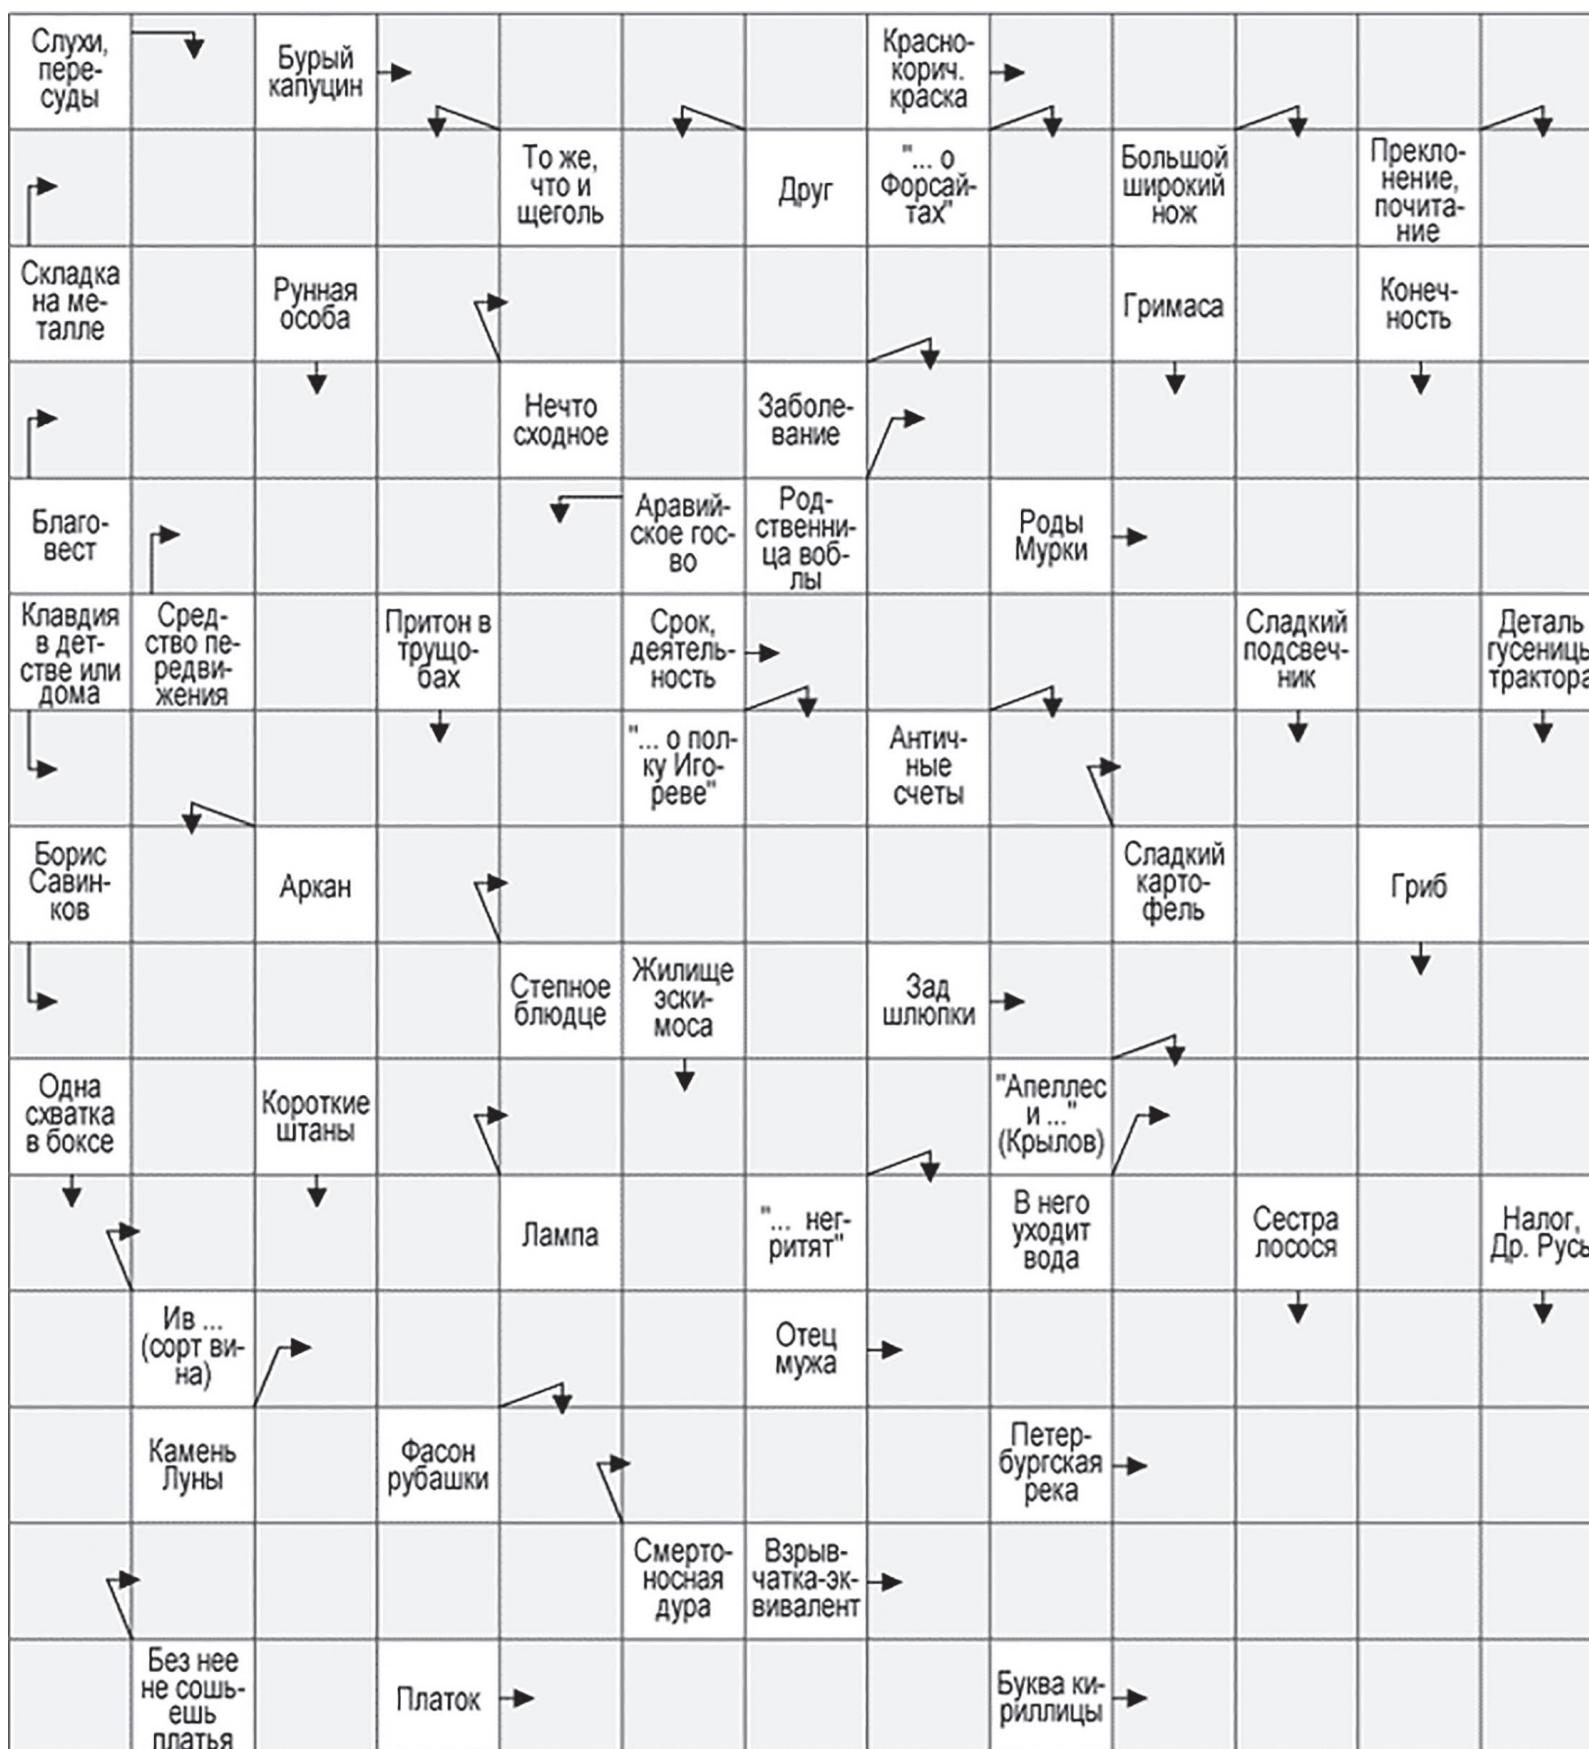 Слухи,
пере-
суды
Бурый
капуцин
Красно-
корич.
краска
То же,
что и
щеголь
Друг
"... о
Форсай-
тах"
Большой
широкий
нож
Прекло-
нение,
почита-
ние
Складка
на ме-
талле
Рунная
особа
Гримаса
Конеч-
ность
Нечто
сходное
Заболе-
вание
Благо-
вест
Аравий-
ское гос-
во
Род-
ственни-
ца воб-
лы
Роды
Мурки
Клавдия
в дет-
стве или
дома
Сред-
ство пе-
редви-
жения
Притон в
трущо-
бах
Срок,
деятель-
ность
Сладкий
подсвеч-
ник
Деталь
гусеницы
трактора
"... о пол-
ку Иго-
реве"
Антич-
ные
счеты
Борис
Савин-
ков
Аркан
Сладкий
карто-
фель
Гриб
Степное
блюдце
Жилище
эски-
моса
Зад
шлюпки
Одна
схватка
в боксе
Короткие
штаны
"Апеллес
и ..."
(Крылов)
Лампа
"... нег-
ритят"
В него
уходит
вода
Сестра
лосося
Налог,
Др. Русь
Ив ...
(сорт ви-
на)
Отец
мужа
Камень
Луны
Фасон
рубашки
Петер-
бургская
река
Смерто-
носная
дура
Взрыв-
чатка-эк-
вивалент
Без нее
не сошь-
ешь
платья
Платок
Буква ки-
риллицы